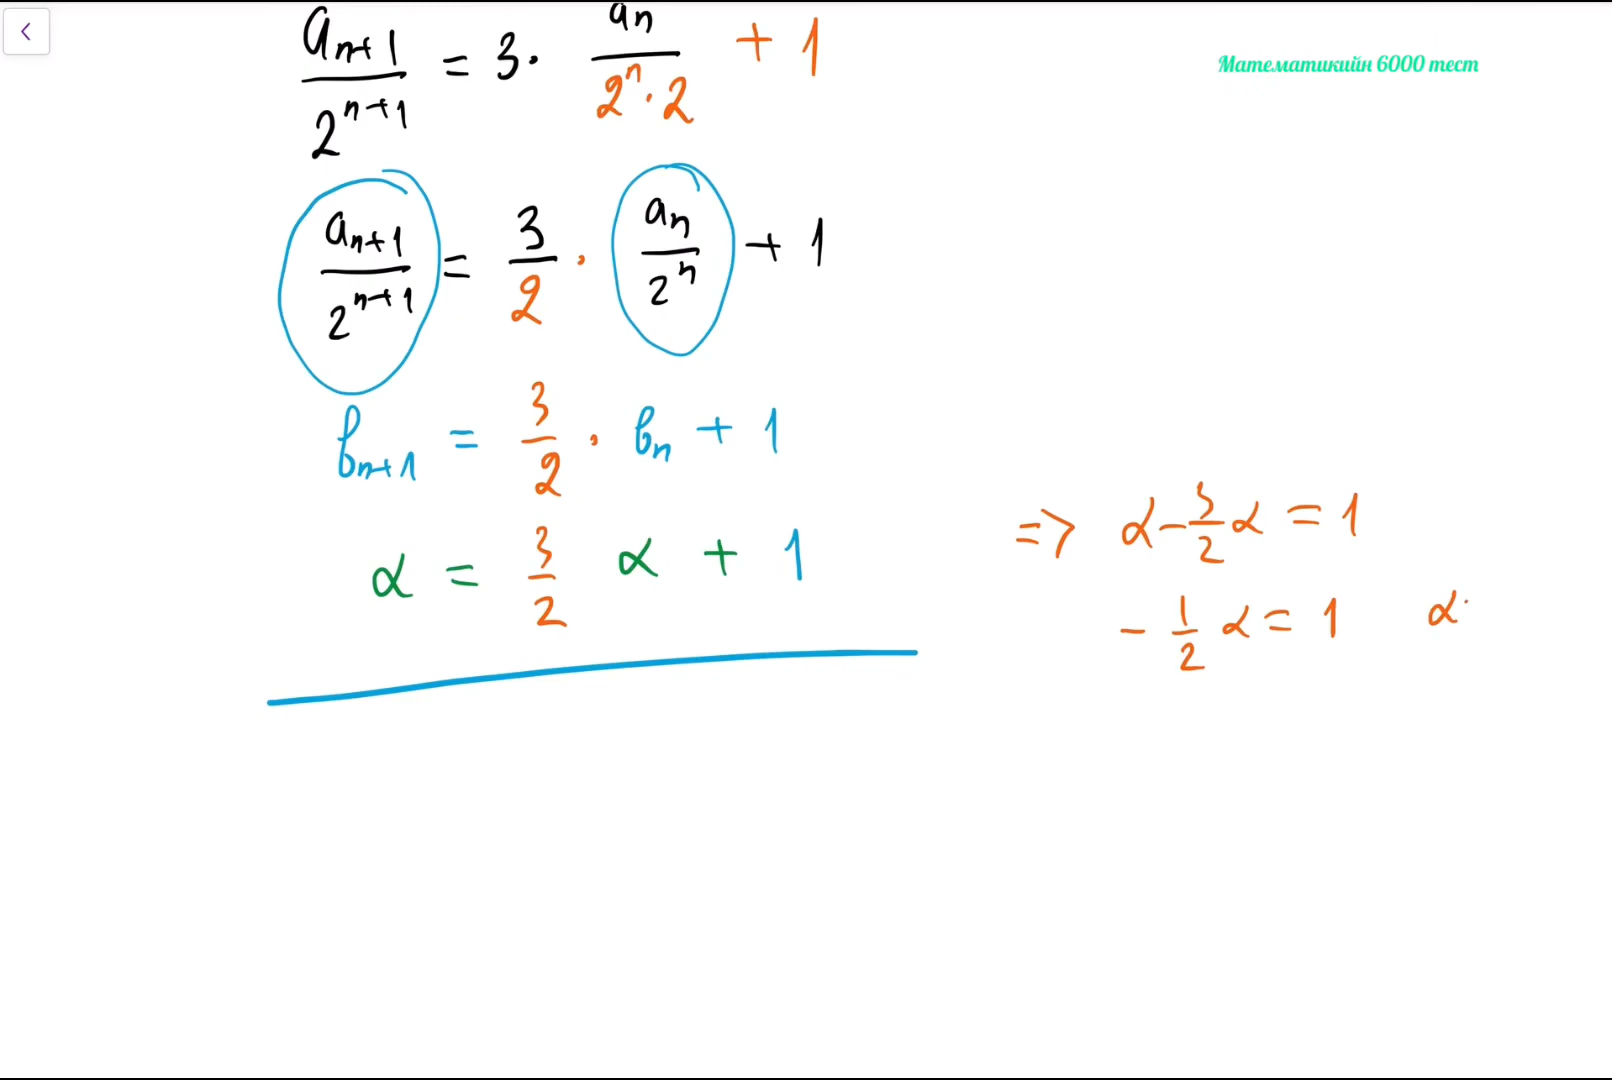 a_{n+1}/2^{n+1} = 3 · a_n/(2^n · 2) + 1
Математикийн 6000 тест
a_{n+1}/2^{n+1} = 3/2 · a_n/2^n + 1
b_{n+1} = 3/2 · b_n + 1
α = 3/2 α + 1
=> α - 3/2 α = 1
- 1/2 α = 1 α